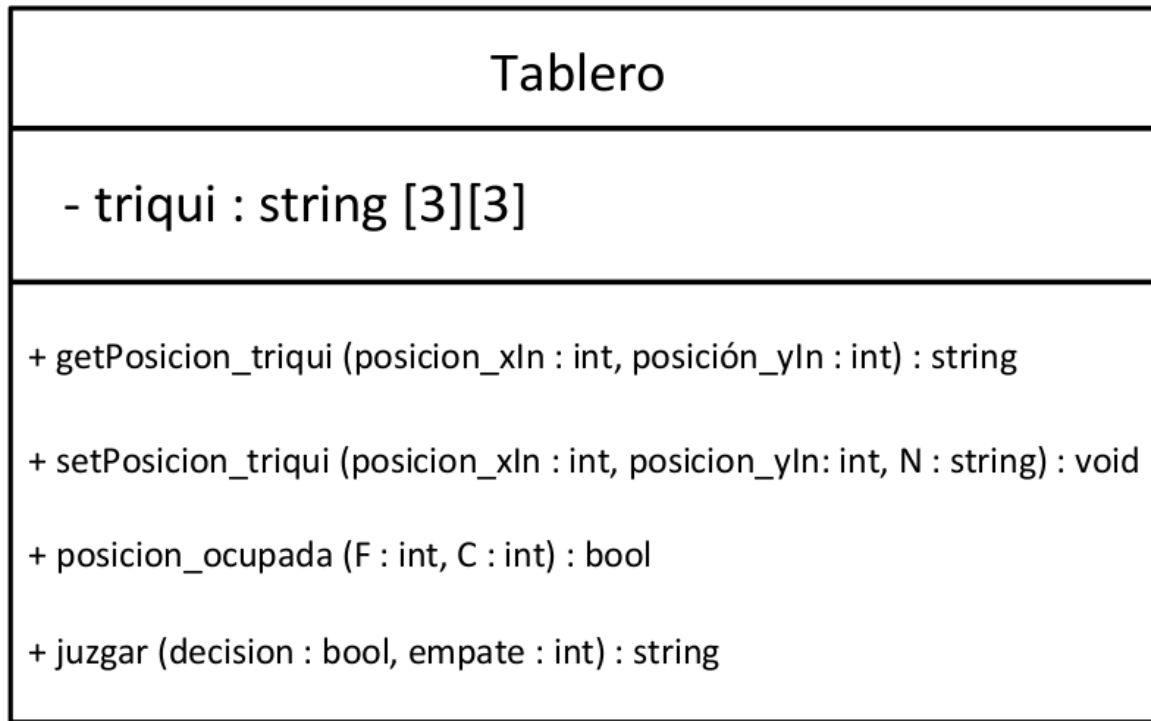 Tablero
- triqui : string [3][3]
+ getPosicion_triqui (posicion_xIn : int, posición_yIn : int) : string
+ setPosicion_triqui (posicion_xIn : int, posicion_yIn: int, N : string) : void
+ posicion_ocupada (F : int, C : int) : bool
+ juzgar (decision : bool, empate : int) : string